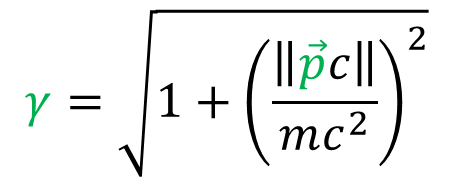 γ = √(1 + (‖p⃗c‖ / mc²)²)